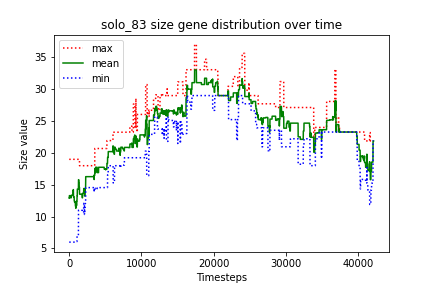 solo_83 size gene distribution over time
max
mean
min
Size value
35
30
25
20
15
10
5
0 10000 20000 30000 40000
Timesteps